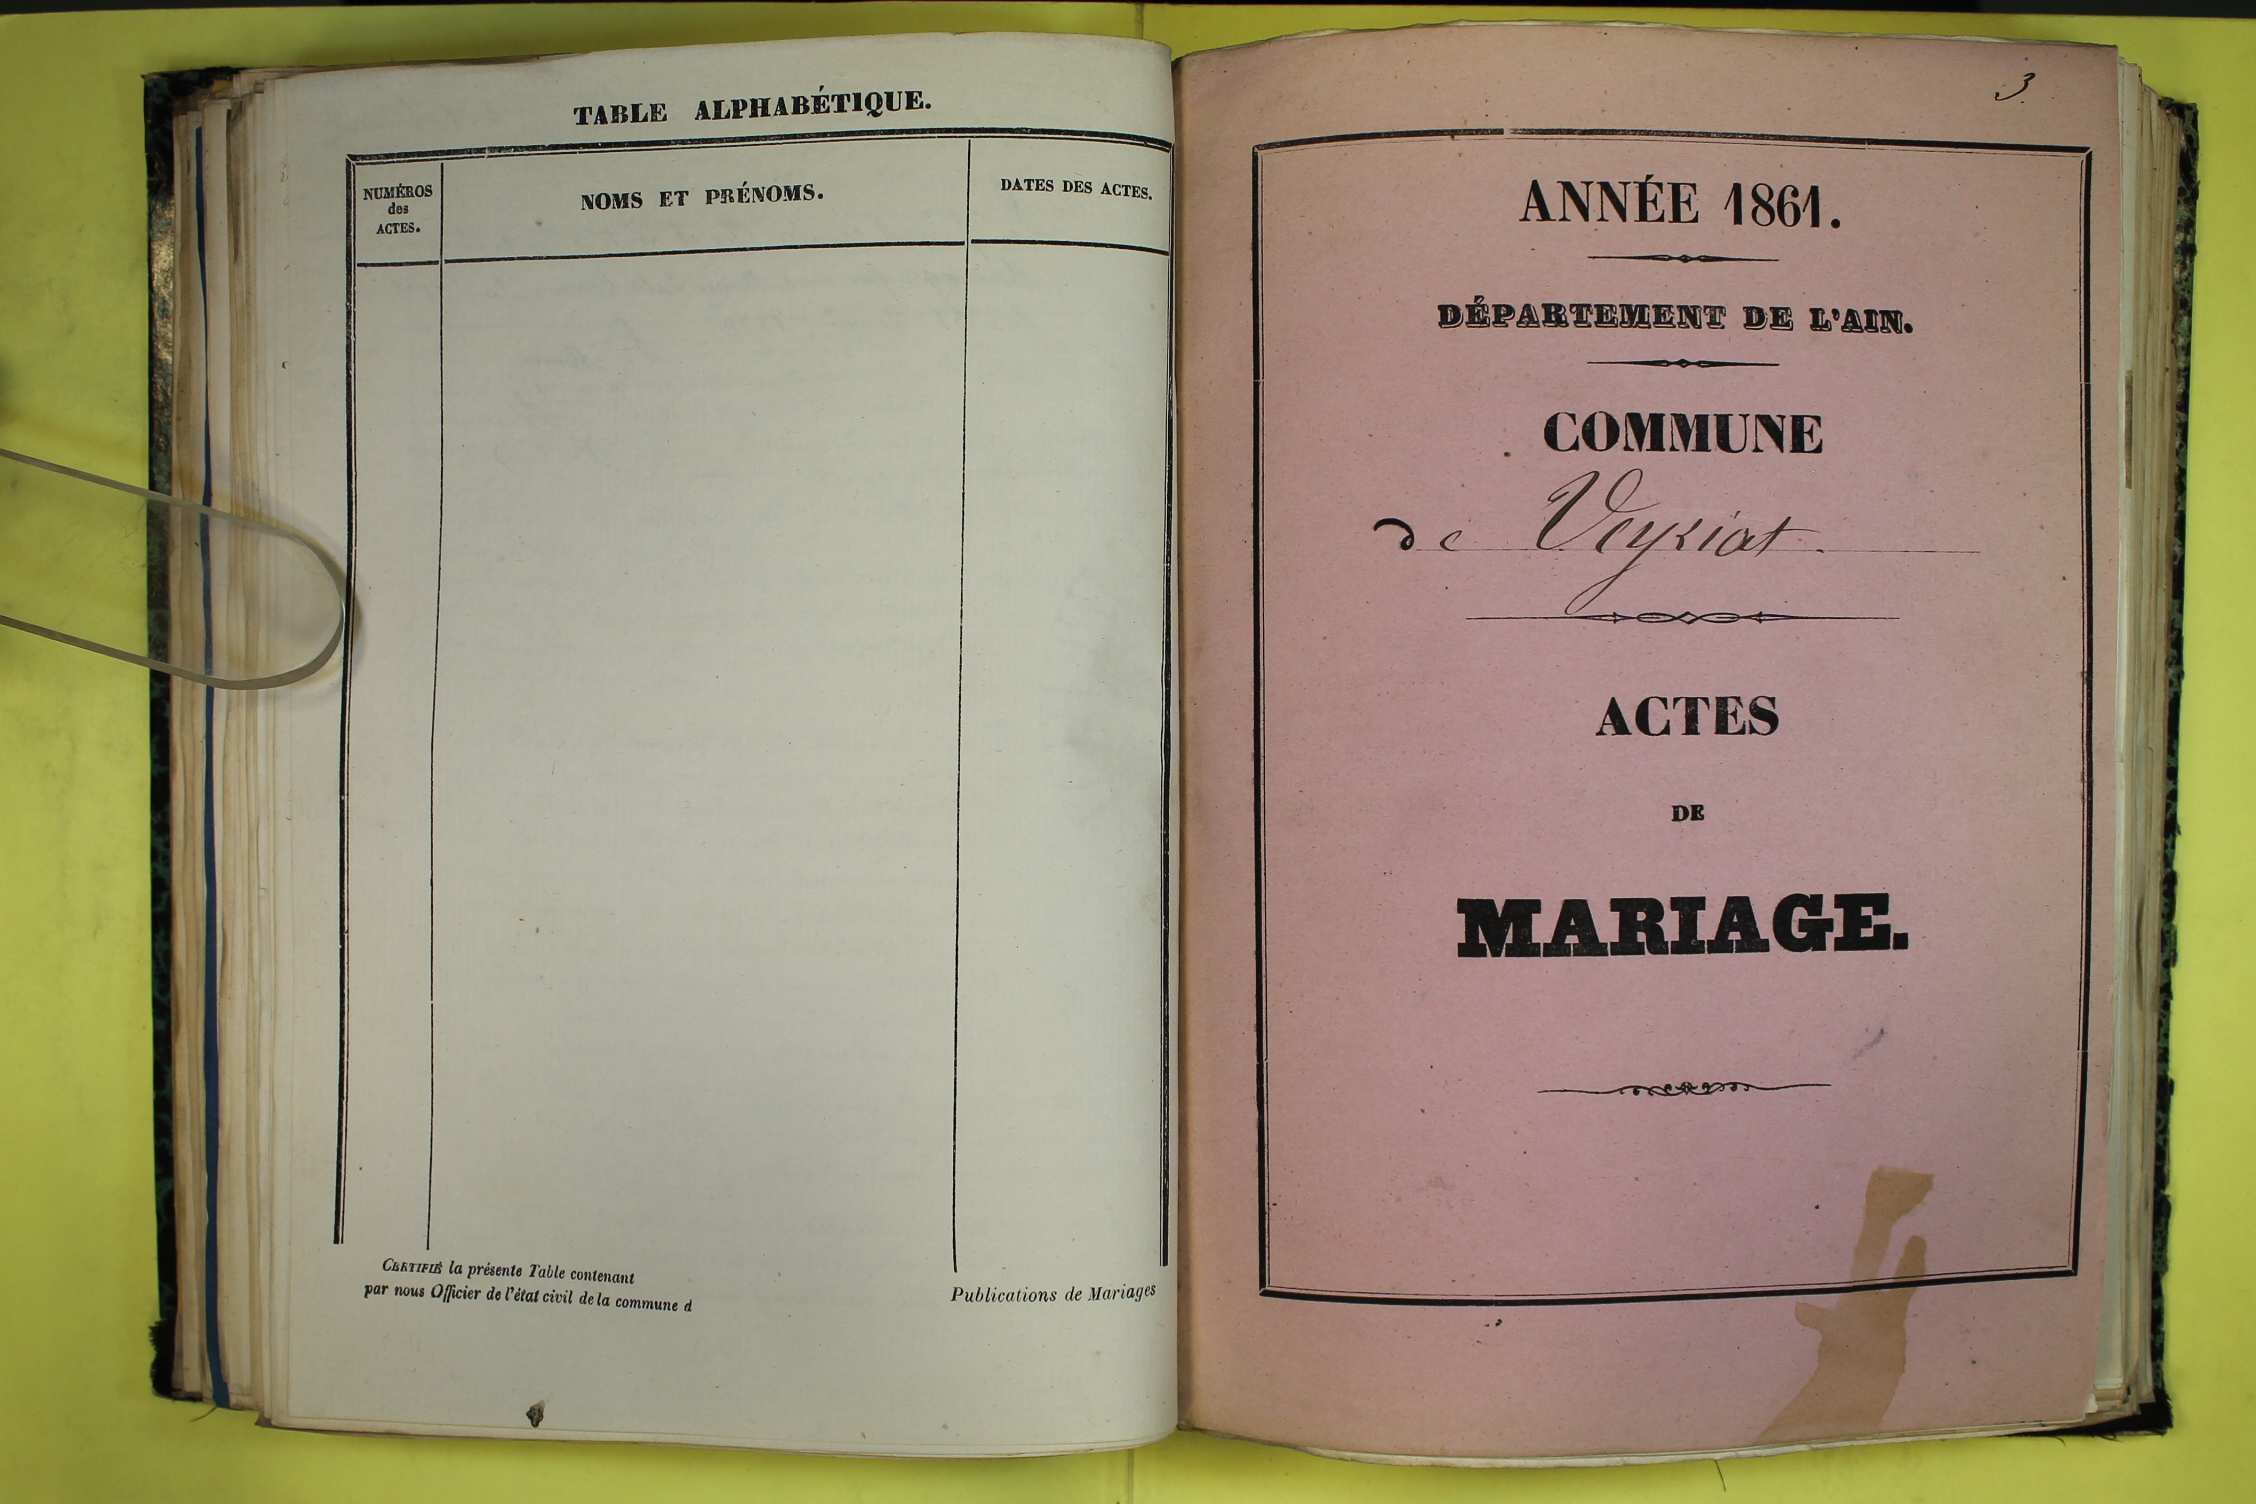 TABLE ALPHABÉTIQUE.
NUMÉROS
des
ACTES.
NOMS ET PRÉNOMS.
DATES DES ACTES.
CERTIFIÉ la présente Table contenant
par nous Officier de l'état civil de la commune d
Publications de Mariages
3
ANNÉE 1861.
DÉPARTEMENT DE L'AIN.
COMMUNE
de Veyziat.
ACTES
DE
MARIAGE.